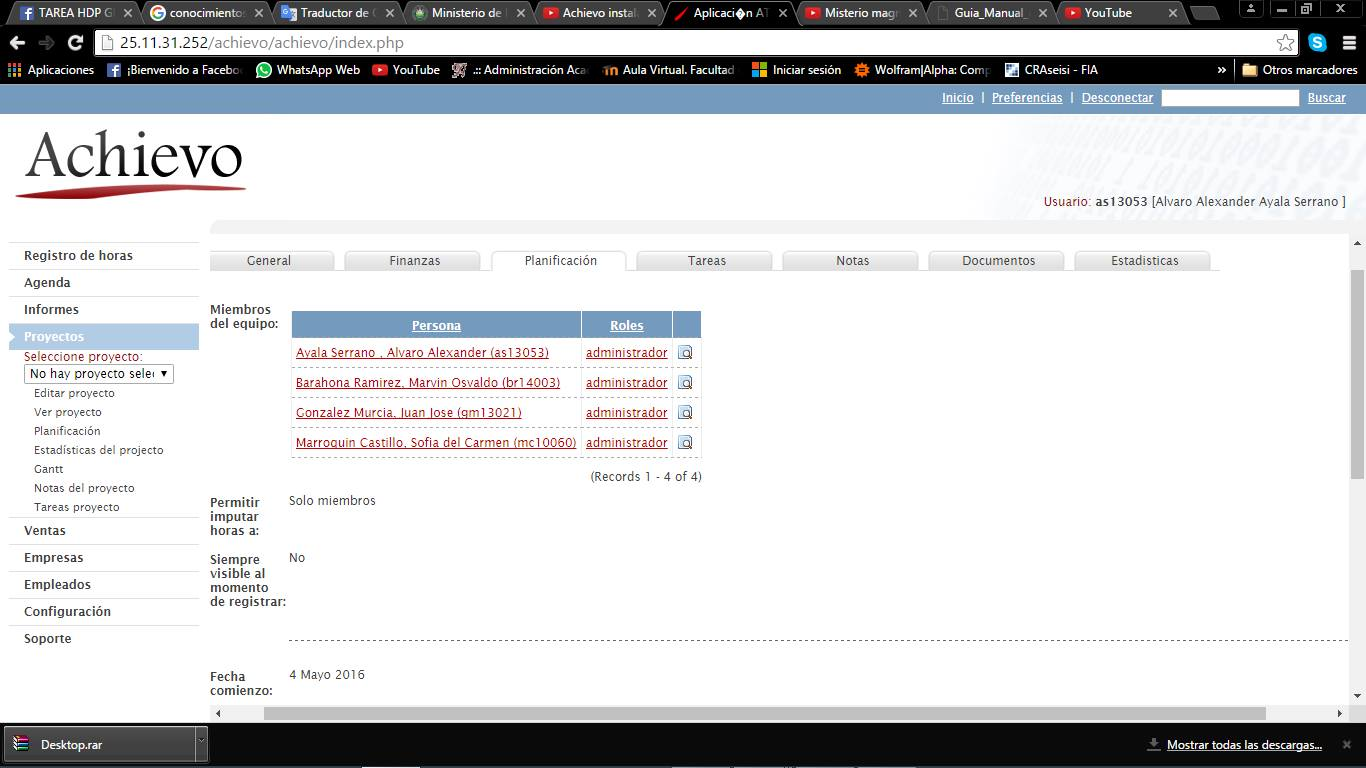 TAREA HDP G
conocimientos
Traductor de G
Ministerio de
Achievo instal
Aplicaci�n AT
Misterio mag
Guia_Manual_
YouTube
25.11.31.252/achievo/achievo/index.php
Aplicaciones
¡Bienvenido a Facebo
WhatsApp Web
YouTube
.:: Administración Aca
Aula Virtual. Facultad
Iniciar sesión
Wolfram|Alpha: Comp
CRAseisi - FIA
»
Otros marcadores
Inicio | Preferencias | Desconectar
Buscar
Achievo
Usuario: as13053 [Alvaro Alexander Ayala Serrano ]
Registro de horas
Agenda
Informes
Proyectos
Seleccione proyecto:
No hay proyecto selec
Editar proyecto
Ver proyecto
Planificación
Estadísticas del projecto
Gantt
Notas del proyecto
Tareas proyecto
Ventas
Empresas
Empleados
Configuración
Soporte
General
Finanzas
Planificación
Tareas
Notas
Documentos
Estadisticas
Miembros
del equipo:
Persona Roles
Ayala Serrano , Alvaro Alexander (as13053) administrador
Barahona Ramirez, Marvin Osvaldo (br14003) administrador
Gonzalez Murcia, Juan Jose (gm13021) administrador
Marroquin Castillo, Sofia del Carmen (mc10060) administrador
(Records 1 - 4 of 4)
Permitir
imputar
horas a:
Solo miembros
Siempre
visible al
momento
de registrar:
No
Fecha
comienzo:
4 Mayo 2016
Desktop.rar
Mostrar todas las descargas...